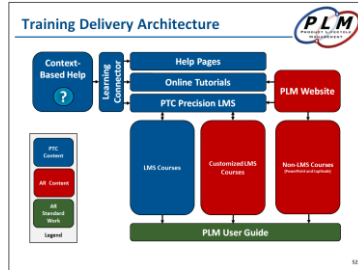 Training Delivery Architecture
PLM
PRODUCT LIFECYCLE
MANAGEMENT
Context-
Based Help
?
Learning
Connector
Help Pages
Online Tutorials
PTC Precision LMS
PLM Website
PTC
Content
AR Content
AR
Standard
Work
Legend
LMS Courses
Customized LMS
Courses
Non-LMS Courses
(PowerPoint and Captivate)
PLM User Guide
52